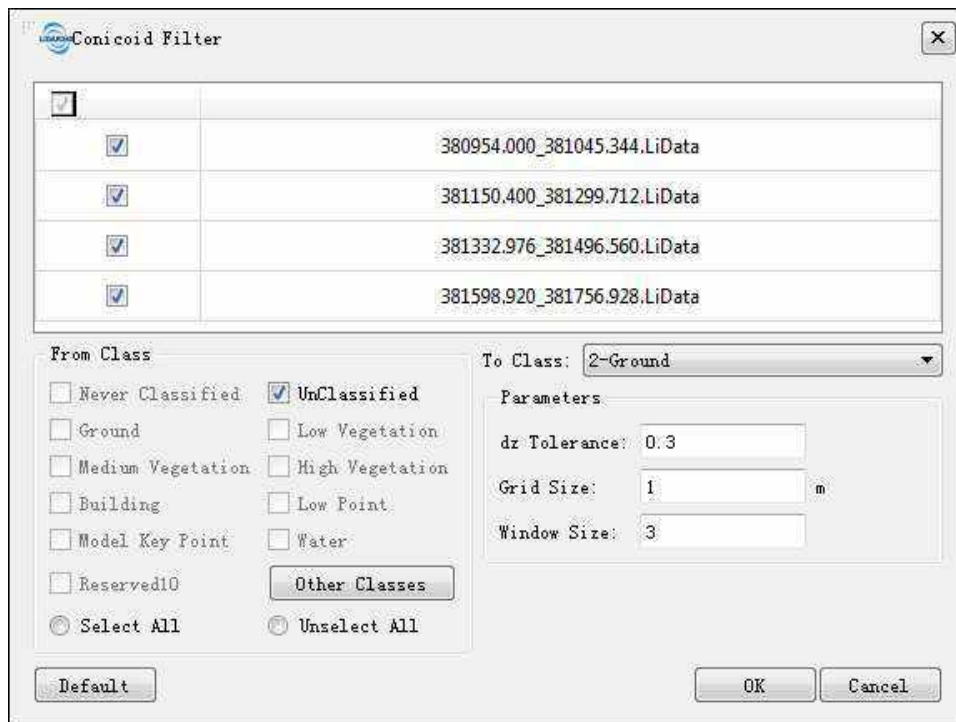 Conicoid Filter
380954.000_381045.344.LiData
381150.400_381299.712.LiData
381332.976_381496.560.LiData
381598.920_381756.928.LiData
From Class
To Class: 2-Ground
Never Classified UnClassified
Ground Low Vegetation
Medium Vegetation High Vegetation
Building Low Point
Model Key Point Water
Reserved10 Other Classes
Select All Unselect All
Parameters
dz Tolerance: 0.3
Grid Size: 1 m
Window Size: 3
Default OK Cancel